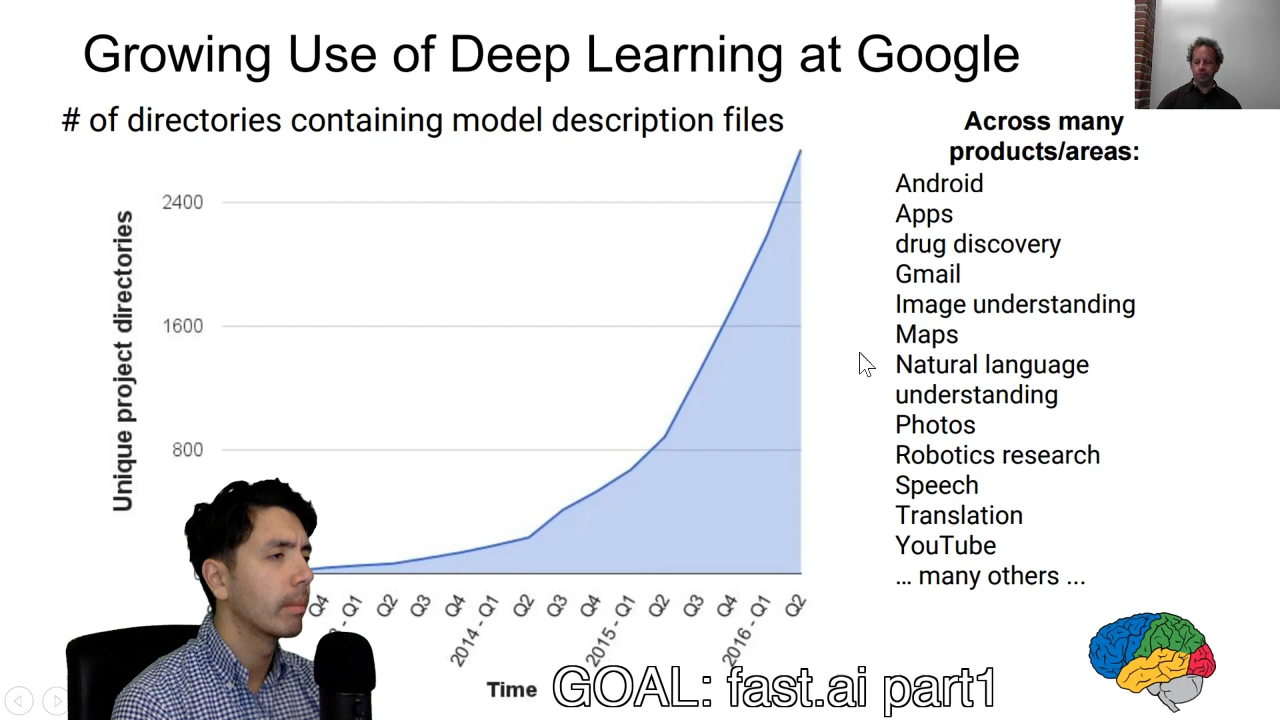 Growing Use of Deep Learning at Google
# of directories containing model description files
Across many
products/areas:
Android
Apps
drug discovery
Gmail
Image understanding
Maps
Natural language
understanding
Photos
Robotics research
Speech
Translation
YouTube
... many others ...
Unique project directories
2400
1600
800
Q4
- Q1
Q2
Q3
Q4
2014 - Q1
Q2
Q3
Q4
2015 - Q1
Q2
Q3
Q4
2016 - Q1
Q2
Time
GOAL: fast.ai part1